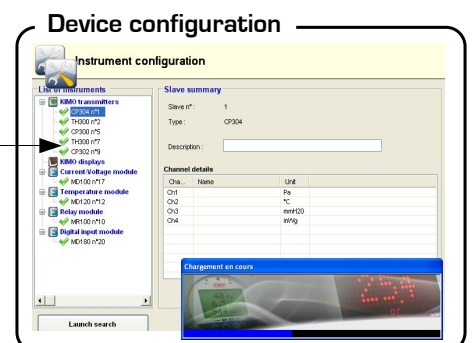 Device configuration
Instrument configuration
List of instruments
KIMO transmitters
CP304 n°1
TH300 n°2
CP300 n°5
TH300 n°7
CP302 n°9
KIMO displays
Current/Voltage module
MD100 n°17
Temperature module
MD120 n°12
Relay module
MR100 n°10
Digital input module
MD180 n°20
Launch search
Slave summary
Slave n° : 1
Type : CP304
Description :
Channel details
Cha... Name Unit
Ch1 Pa
Ch2 °C
Ch3 mmH20
Ch4 inWg
Chargement en cours
25,4
°C